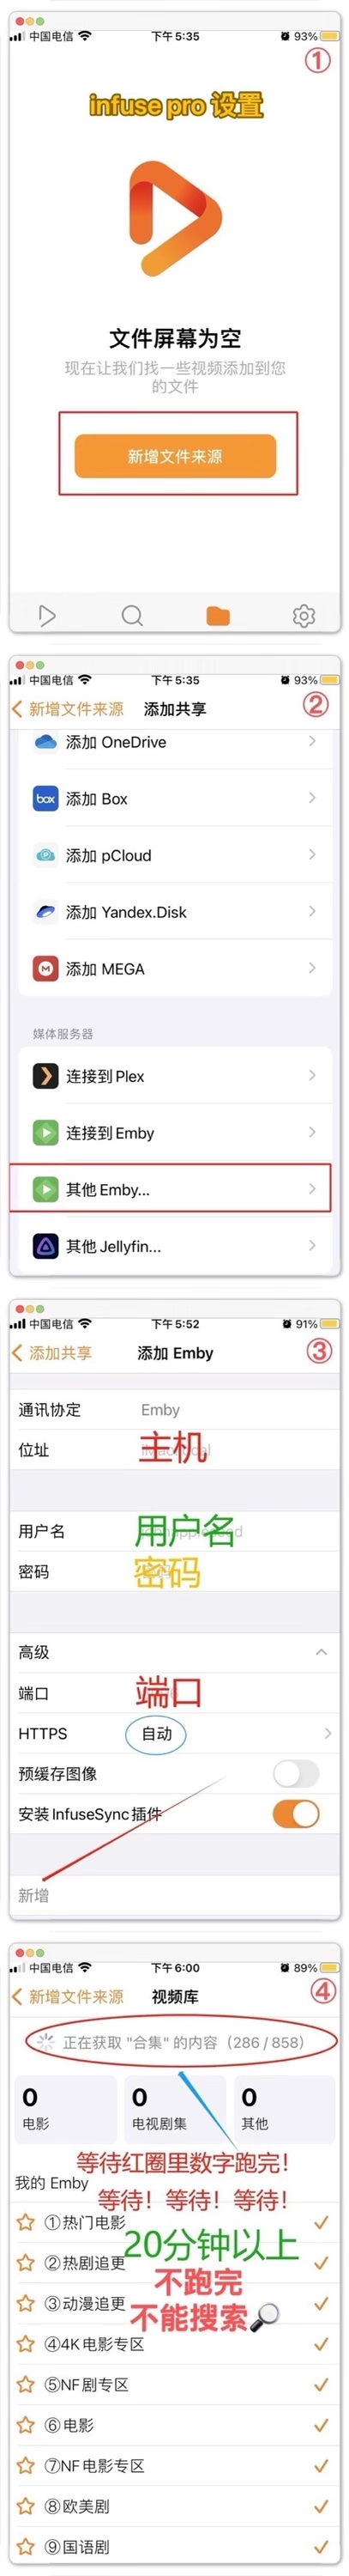 中国电信 下午5:35 93%
①
infuse pro 设置
文件屏幕为空
现在让我们找一些视频添加到您
的文件
新增文件来源
中国电信 下午5:35 93%
新增文件来源 添加共享 ②
添加 OneDrive
box 添加 Box
添加 pCloud
添加 Yandex.Disk
添加 MEGA
媒体服务器
连接到 Plex
连接到 Emby
其他 Emby...
其他 Jellyfin...
中国电信 下午5:52 91%
添加共享 添加 Emby ③
通讯协定 Emby
位址 主机
用户名 用户名
密码 密码
高级
端口 端口
HTTPS 自动
预缓存图像
安装 InfuseSync 插件
新增
中国电信 下午6:00 89%
新增文件来源 视频库 ④
正在获取 "合集" 的内容（286 / 858）
0 0 0
电影 电视剧集 其他
等待红圈里数字跑完！
我的 Emby
等待！等待！等待！
①热门电影
20分钟以上
②热剧追更
不跑完
③动漫追更
不能搜索
④4K 电影专区
⑤NF 剧专区
⑥电影
⑦NF 电影专区
⑧欧美剧
⑨国语剧